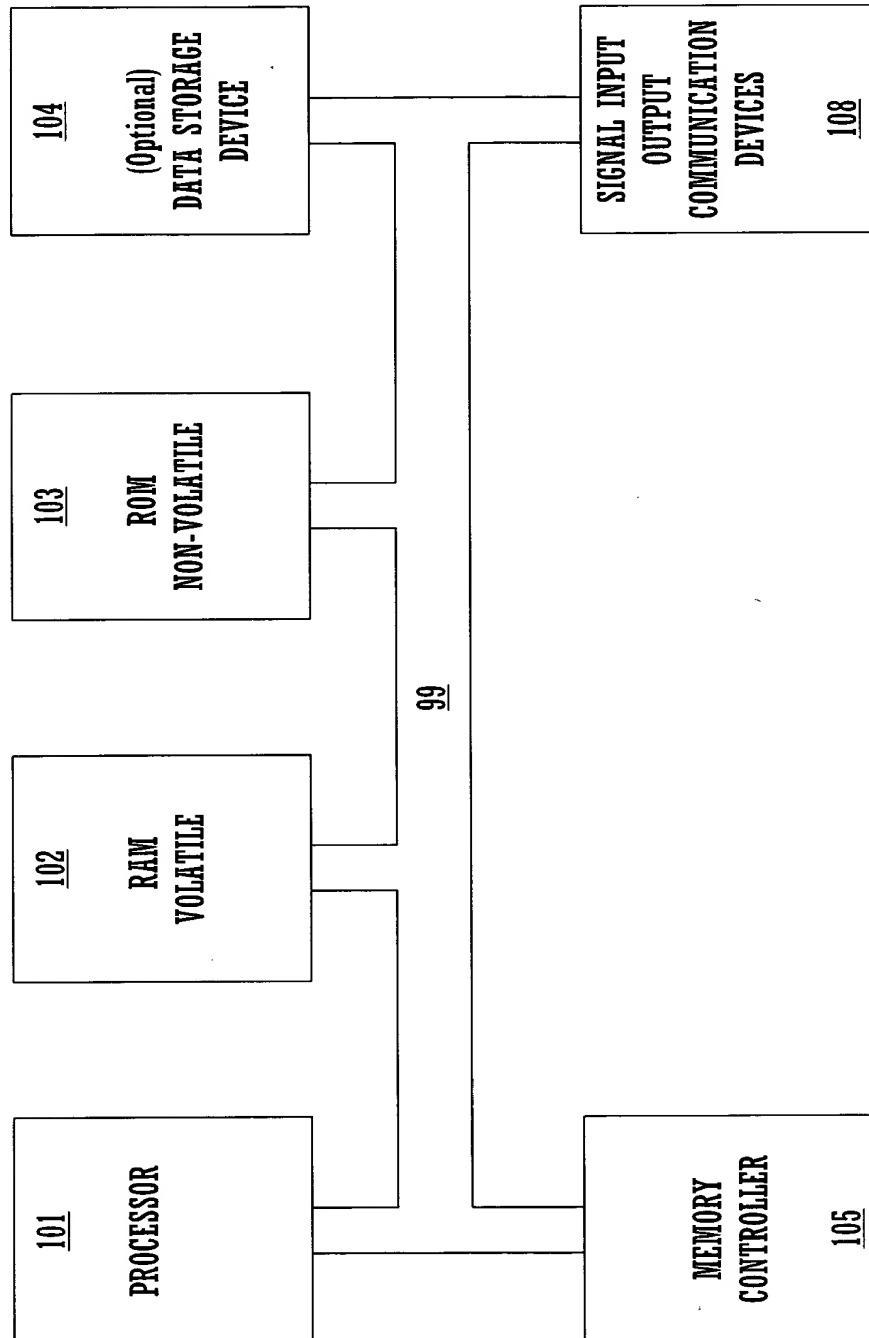 101
PROCESSOR
102
RAM
VOLATILE
103
ROM
NON-VOLATILE
104
(Optional)
DATA STORAGE
DEVICE
99
MEMORY
CONTROLLER
105
SIGNAL INPUT
OUTPUT
COMMUNICATION
DEVICES
108